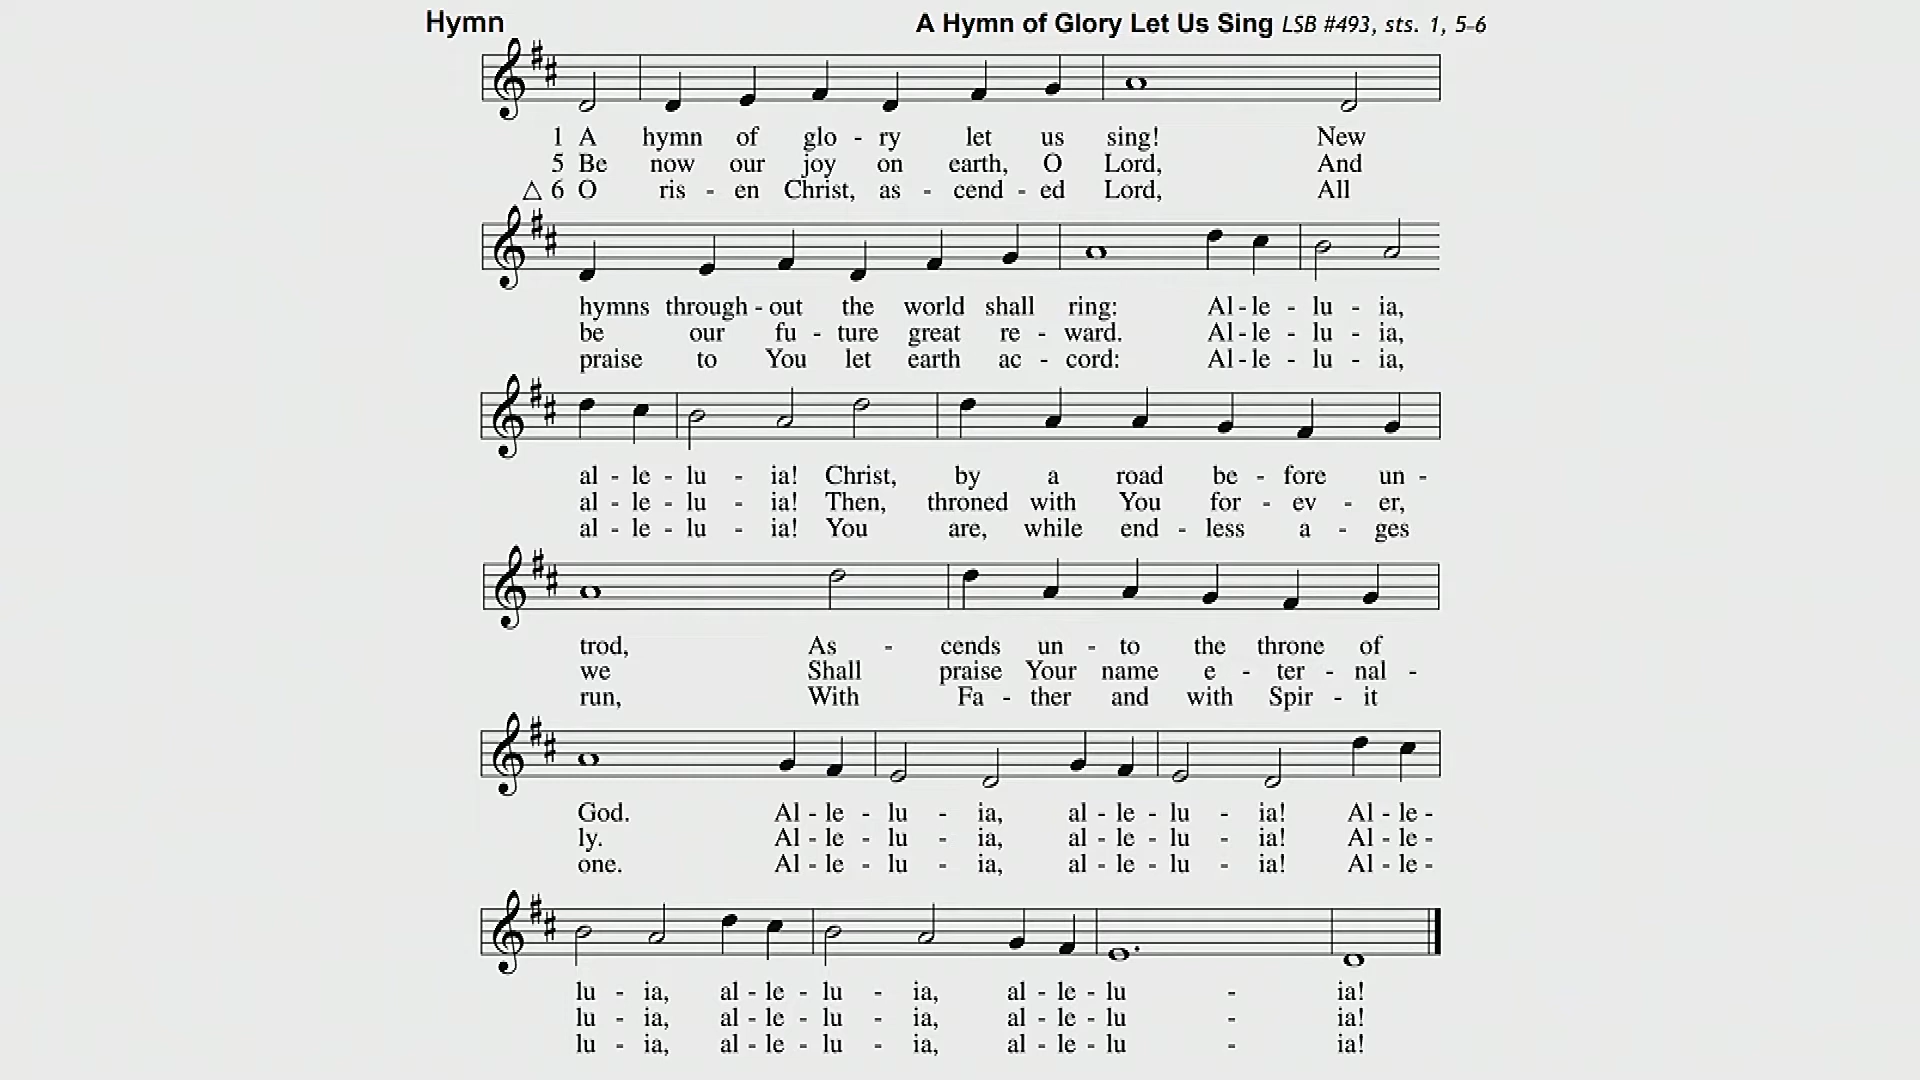 Hymn A Hymn of Glory Let Us Sing LSB #493, sts. 1, 5-6
1 A hymn of glo - ry let us sing! New
5 Be now our joy on earth, O Lord, And
△ 6 O ris - en Christ, as - cend - ed Lord, All
hymns through - out the world shall ring: Al - le - lu - ia,
be our fu - ture great re - ward. Al - le - lu - ia,
praise to You let earth ac - cord: Al - le - lu - ia,
al - le - lu - ia! Christ, by a road be - fore un -
al - le - lu - ia! Then, throned with You for - ev - er,
al - le - lu - ia! You are, while end - less a - ges
trod, As - cends un - to the throne of
we Shall praise Your name e - ter - nal -
run, With Fa - ther and with Spir - it
God. Al - le - lu - ia, al - le - lu - ia! Al - le -
ly. Al - le - lu - ia, al - le - lu - ia! Al - le -
one. Al - le - lu - ia, al - le - lu - ia! Al - le -
lu - ia, al - le - lu - ia, al - le - lu - ia!
lu - ia, al - le - lu - ia, al - le - lu - ia!
lu - ia, al - le - lu - ia, al - le - lu - ia!